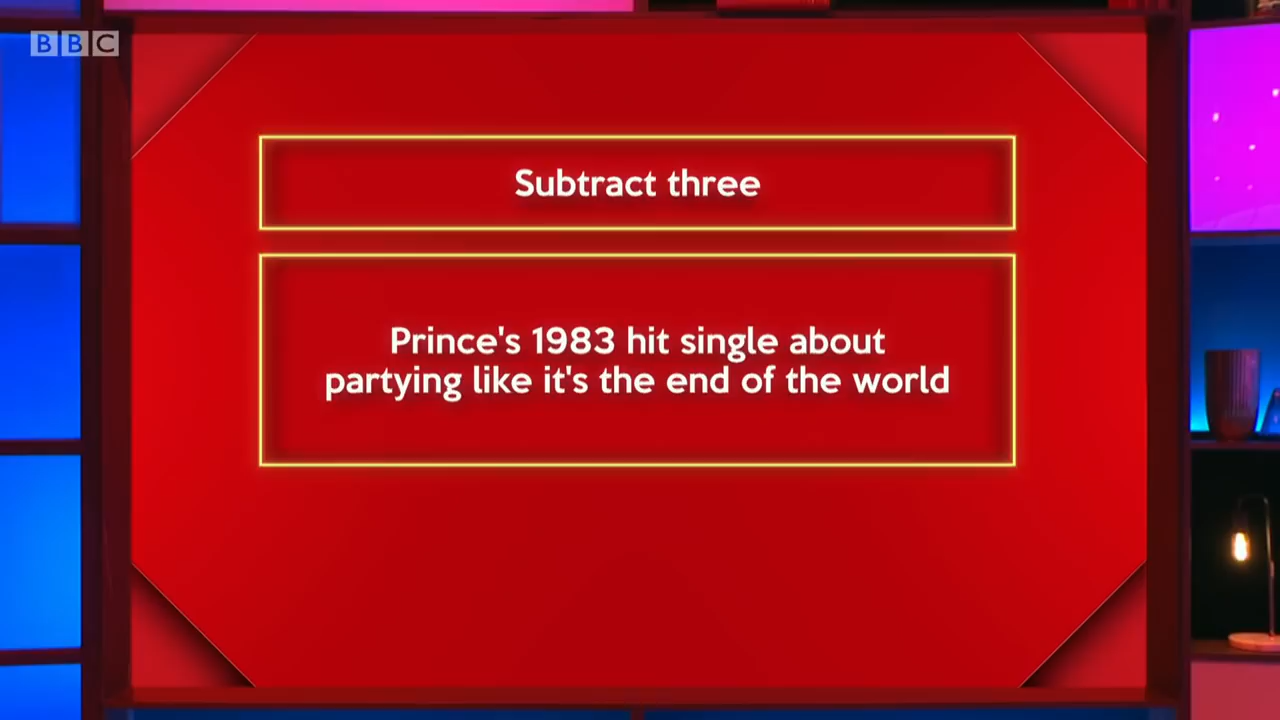 BBC
Subtract three
Prince's 1983 hit single about
partying like it's the end of the world